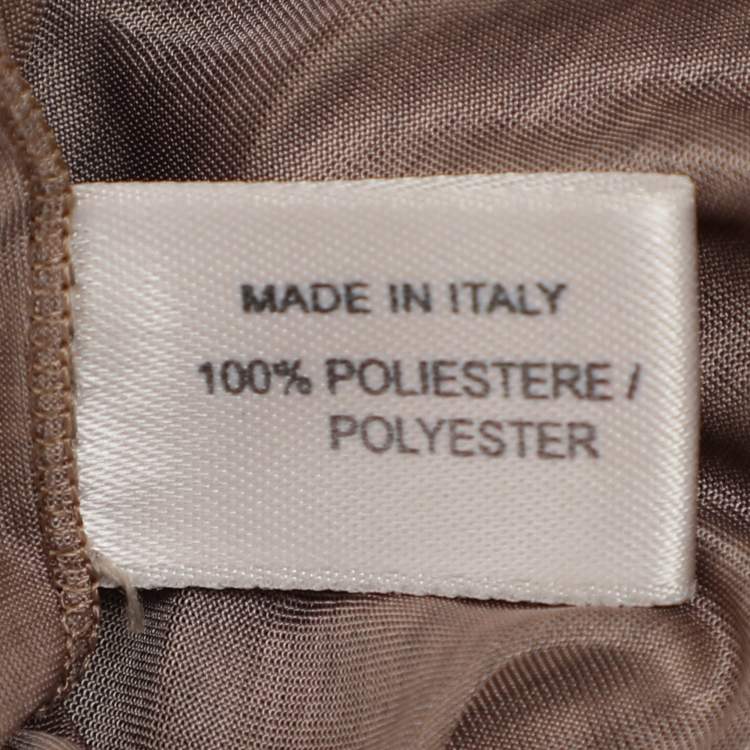 MADE IN ITALY
100% POLIESTERE /
POLYESTER